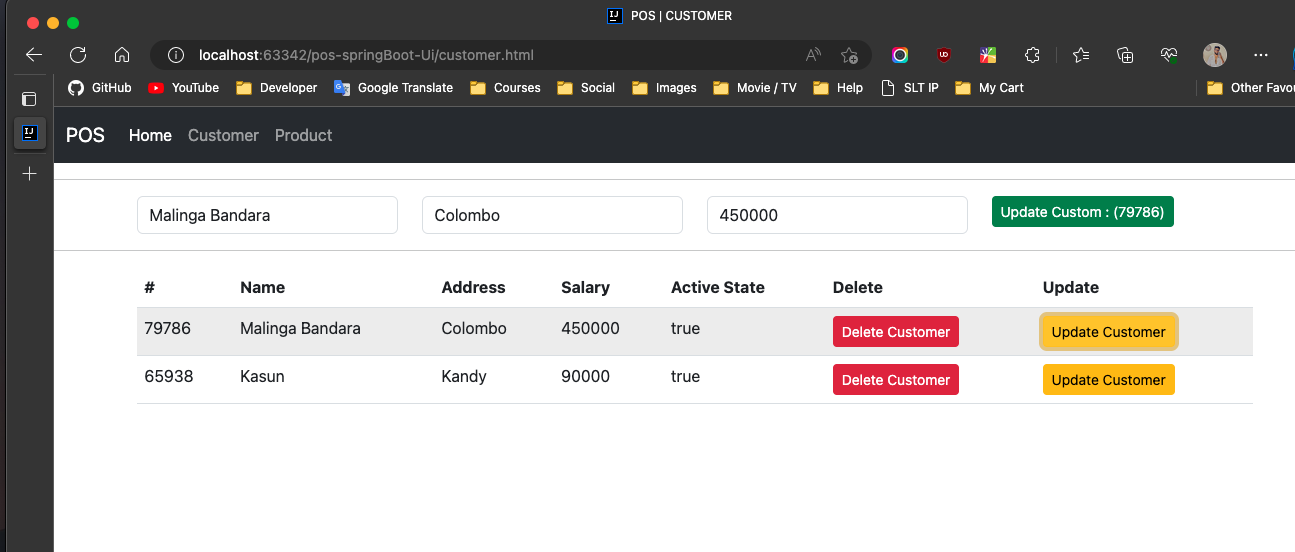 POS | CUSTOMER
localhost:63342/pos-springBoot-Ui/customer.html
GitHub YouTube Developer Google Translate Courses Social Images Movie / TV Help SLT IP My Cart Other Favou
POS Home Customer Product
Malinga Bandara Colombo 450000 Update Custom : (79786)
# Name Address Salary Active State Delete Update
79786 Malinga Bandara Colombo 450000 true Delete Customer Update Customer
65938 Kasun Kandy 90000 true Delete Customer Update Customer